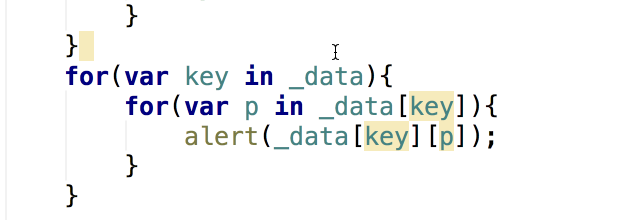 }
}
for(var key in _data){
for(var p in _data[key]){
alert(_data[key][p]);
}
}